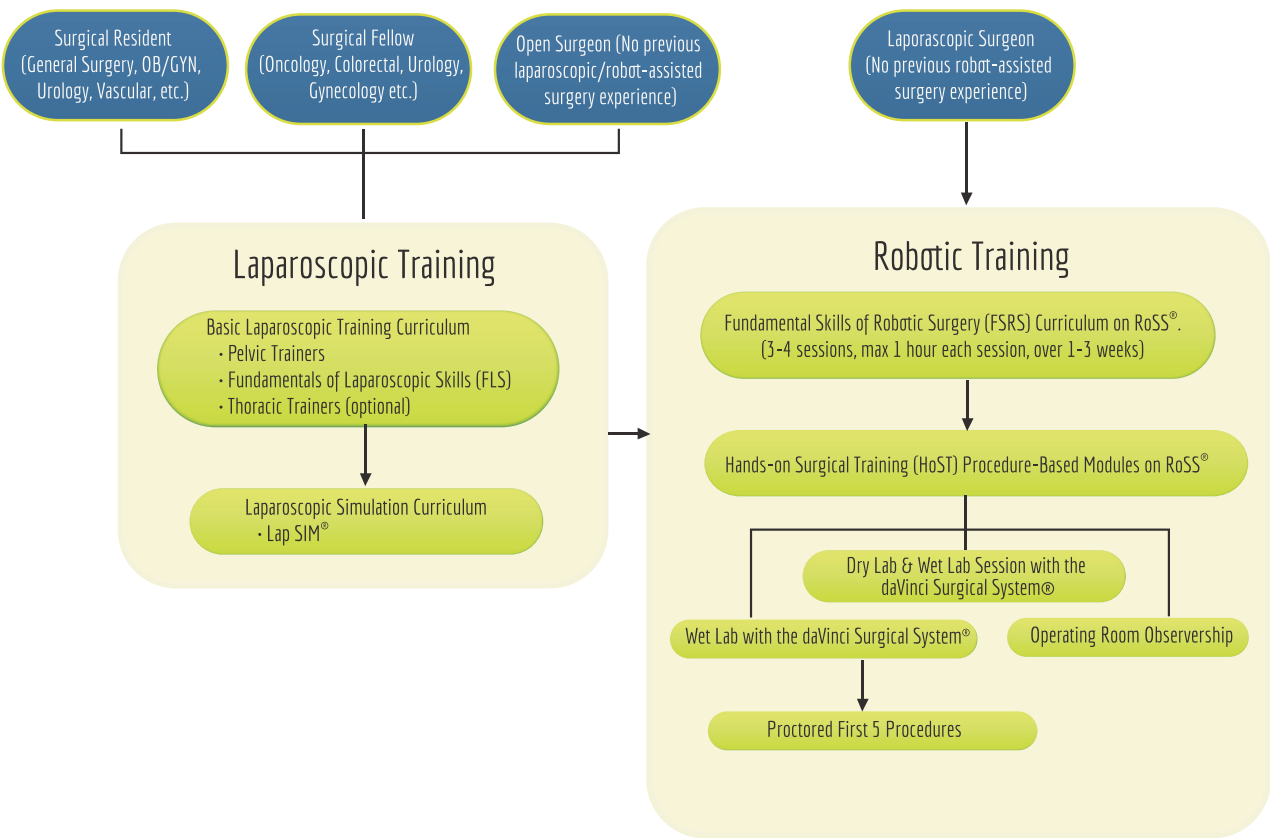 Surgical Resident
(General Surgery, OB/GYN,
Urology, Vascular, etc.)
Surgical Fellow
(Oncology, Colorectal, Urology,
Gynecology etc.)
Open Surgeon (No previous
laparoscopic/robot-assisted
surgery experience)
Laporascopic Surgeon
(No previous robot-assisted
surgery experience)
Laparoscopic Training
Basic Laparoscopic Training Curriculum
• Pelvic Trainers
• Fundamentals of Laparoscopic Skills (FLS)
• Thoracic Trainers (optional)
Laparoscopic Simulation Curriculum
• Lap SIM®
Robotic Training
Fundamental Skills of Robotic Surgery (FSRS) Curriculum on RoSS®.
(3-4 sessions, max 1 hour each session, over 1-3 weeks)
Hands-on Surgical Training (HoST) Procedure-Based Modules on RoSS®
Dry Lab & Wet Lab Session with the
daVinci Surgical System®
Wet Lab with the daVinci Surgical System®
Operating Room Observership
Proctored First 5 Procedures